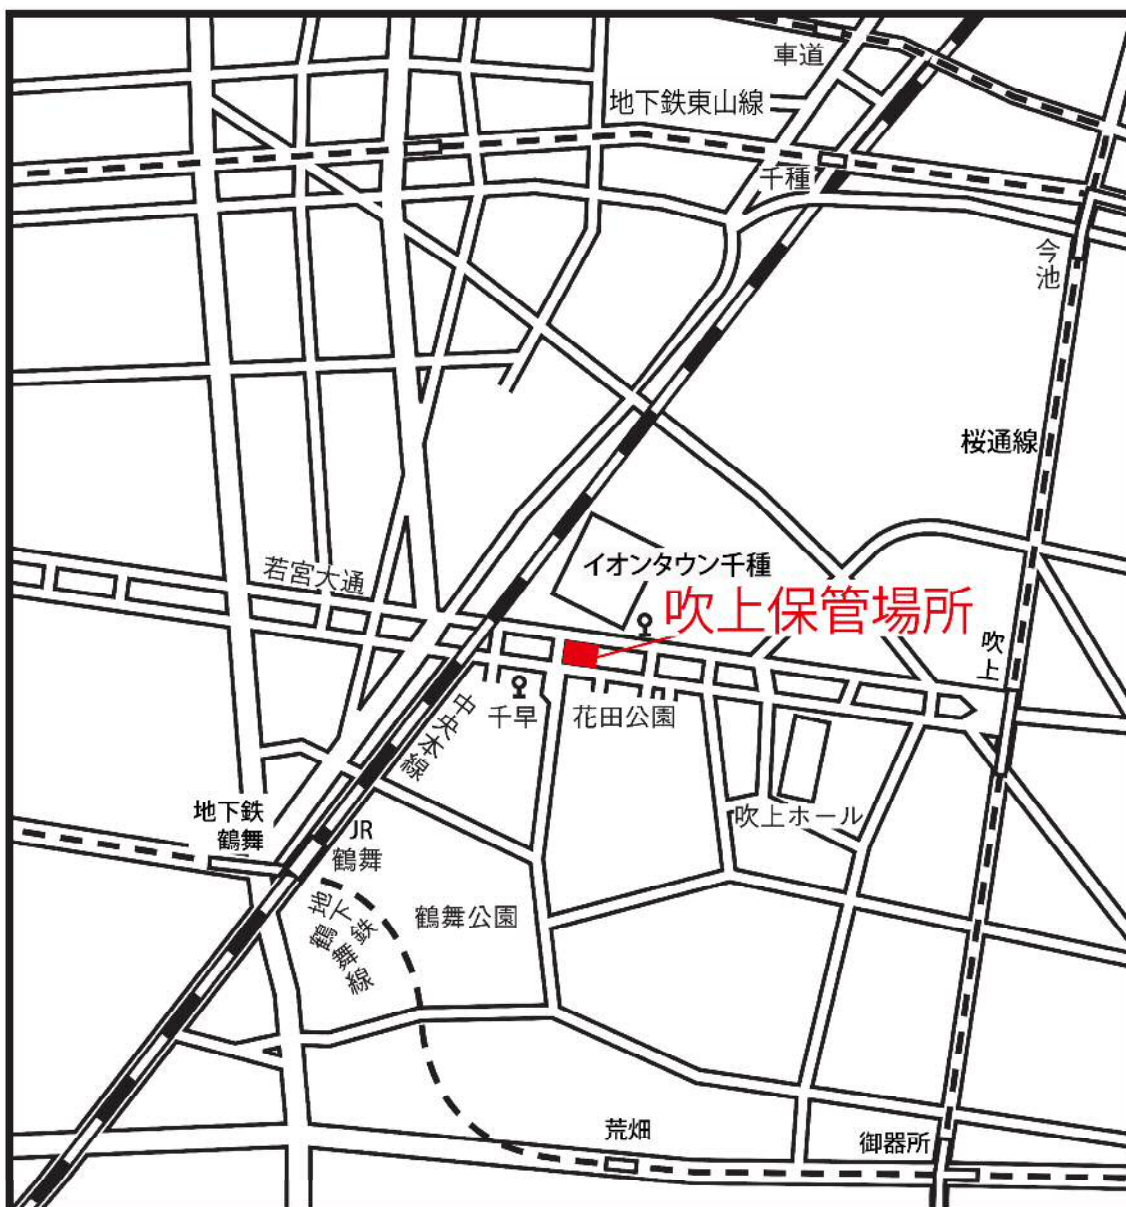 車道
地下鉄東山線
千種
今池
桜通線
若宮大通
イオンタウン千種
吹上保管場所
吹上
千早
花田公園
中央本線
吹上ホール
地下鉄
鶴舞
JR
鶴舞
地下鉄
鶴舞線
鶴舞公園
荒畑
御器所